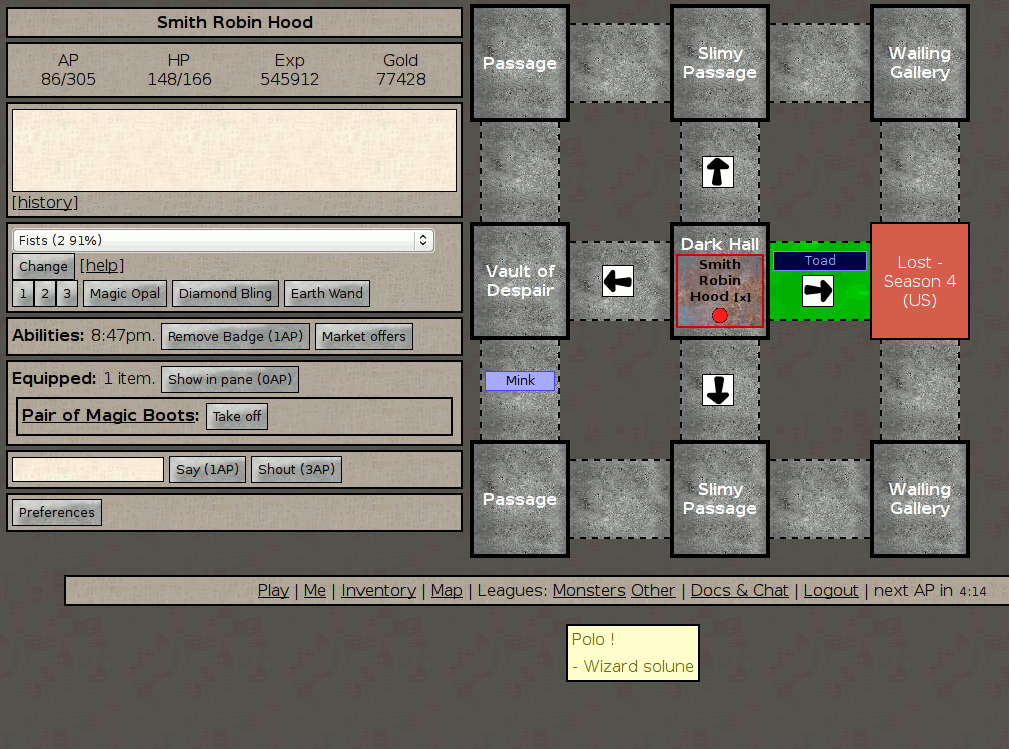 Smith Robin Hood
AP HP Exp Gold
86/305 148/166 545912 77428
[history]
Fists (2 91%)
Change [help]
1 2 3 Magic Opal Diamond Bling Earth Wand
Abilities: 8:47pm. Remove Badge (1AP) Market offers
Equipped: 1 item. Show in pane (0AP)
Pair of Magic Boots: Take off
Say (1AP) Shout (3AP)
Preferences
Passage
Slimy
Passage
Wailing
Gallery
Vault of
Despair
Dark Hall
Smith
Robin
Hood [x]
Toad
Lost -
Season 4
(US)
Mink
Passage
Slimy
Passage
Wailing
Gallery
Play | Me | Inventory | Map | Leagues: Monsters Other | Docs & Chat | Logout | next AP in 4:14
Polo !
- Wizard solune